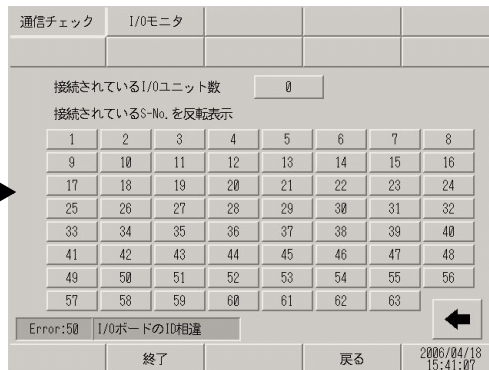 通信チェック I/Oモニタ
接続されているI/Oユニット数 0
接続されているS-No.を反転表示
1 2 3 4 5 6 7 8
9 10 11 12 13 14 15 16
17 18 19 20 21 22 23 24
25 26 27 28 29 30 31 32
33 34 35 36 37 38 39 40
41 42 43 44 45 46 47 48
49 50 51 52 53 54 55 56
57 58 59 60 61 62 63
Error:50 I/OボードのID相違
終了 戻る 2006/04/18
15:41:07